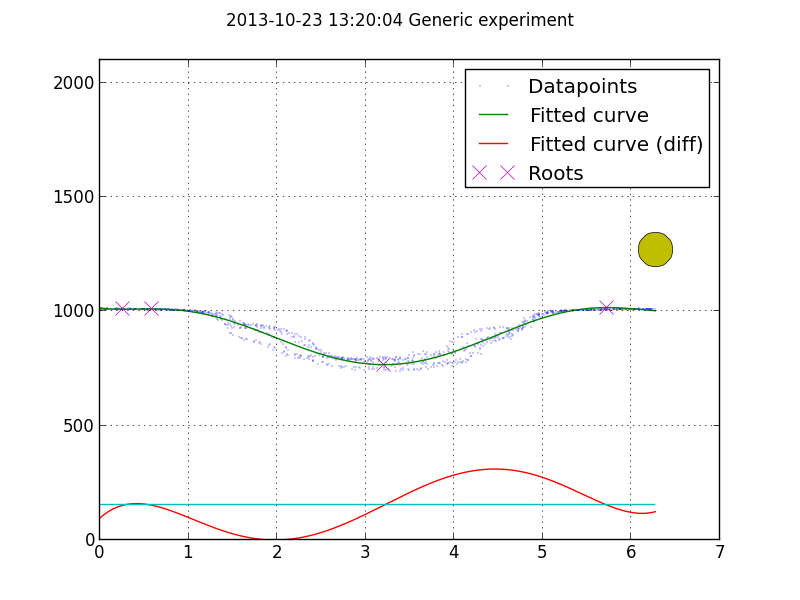 2013-10-23 13:20:04 Generic experiment
2000
1500
1000
500
0
0 1 2 3 4 5 6 7
Datapoints
Fitted curve
Fitted curve (diff)
Roots